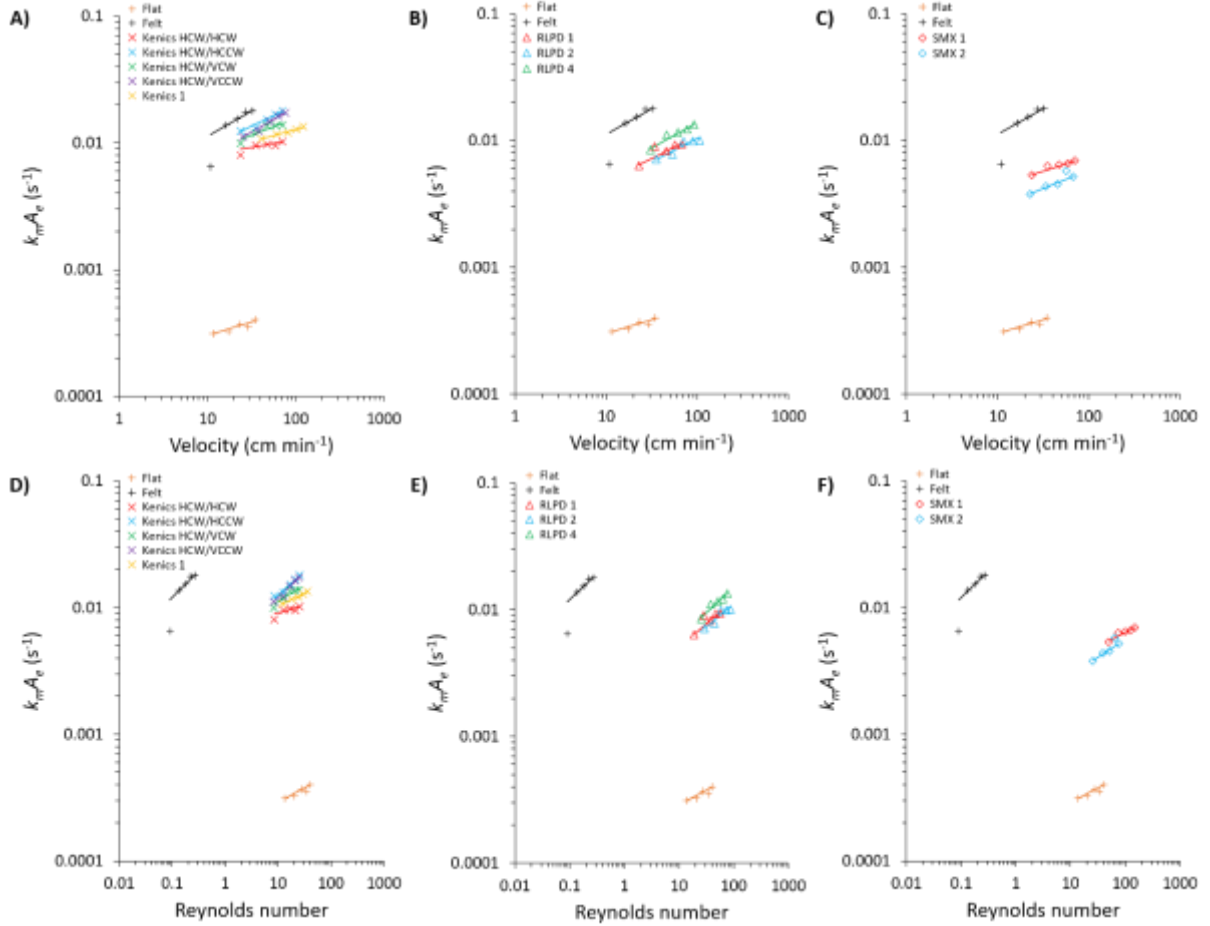 A)
Flat
Felt
Kenics HCW/HCW
Kenics HCW/HCCW
Kenics HCW/VCW
Kenics HCW/VCCW
Kenics 1
0.1
0.01
0.001
0.0001
kₘAₑ (s⁻¹)
1 10 100 1000
Velocity (cm min⁻¹)
B)
Flat
Felt
RLPD 1
RLPD 2
RLPD 4
0.1
0.01
0.001
0.0001
kₘAₑ (s⁻¹)
1 10 100 1000
Velocity (cm min⁻¹)
C)
Flat
Felt
SMX 1
SMX 2
0.1
0.01
0.001
0.0001
kₘAₑ (s⁻¹)
1 10 100 1000
Velocity (cm min⁻¹)
D)
Flat
Felt
Kenics HCW/HCW
Kenics HCW/HCCW
Kenics HCW/VCW
Kenics HCW/VCCW
Kenics 1
0.1
0.01
0.001
0.0001
kₘAₑ (s⁻¹)
0.01 0.1 1 10 100 1000
Reynolds number
E)
Flat
Felt
RLPD 1
RLPD 2
RLPD 4
0.1
0.01
0.001
0.0001
kₘAₑ (s⁻¹)
0.01 0.1 1 10 100 1000
Reynolds number
F)
Flat
Felt
SMX 1
SMX 2
0.1
0.01
0.001
0.0001
kₘAₑ (s⁻¹)
0.01 0.1 1 10 100 1000
Reynolds number